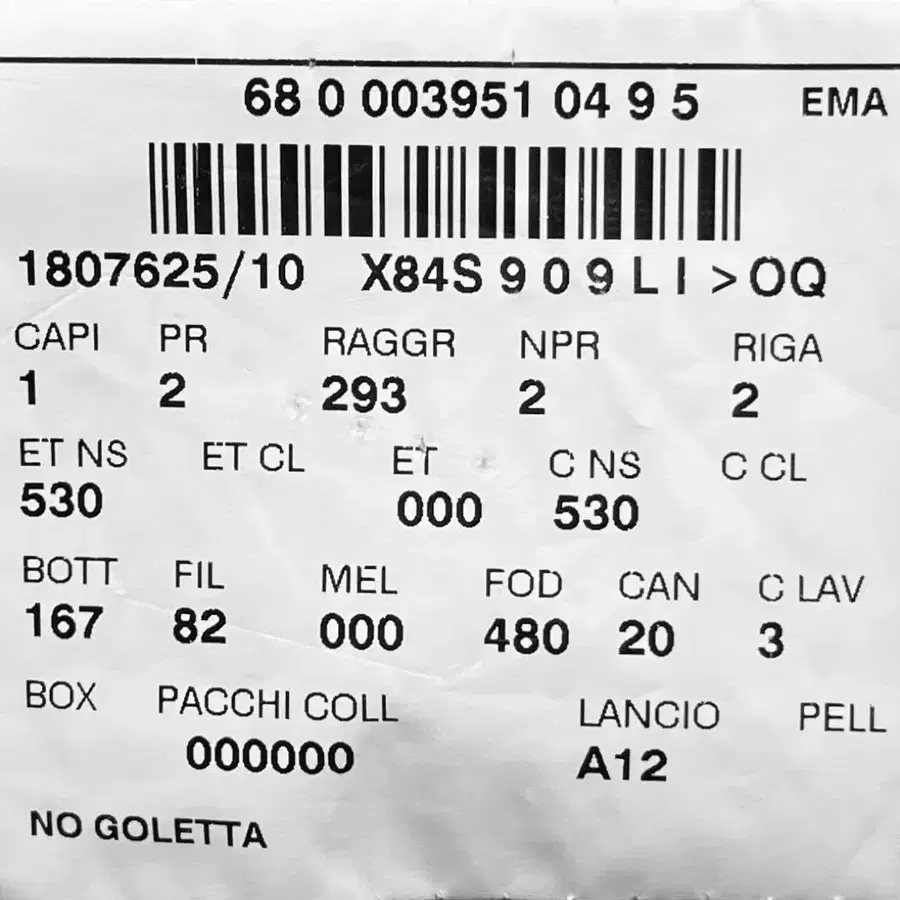 68 0 003951 0 4 9 5 EMA
1807625/10 X84S 9 0 9 L I >OQ
CAPI PR RAGGR NPR RIGA
1 2 293 2 2
ET NS ET CL ET C NS C CL
530 000 530
BOTT FIL MEL FOD CAN C LAV
167 82 000 480 20 3
BOX PACCHI COLL LANCIO PELL
000000 A12
NO GOLETTA